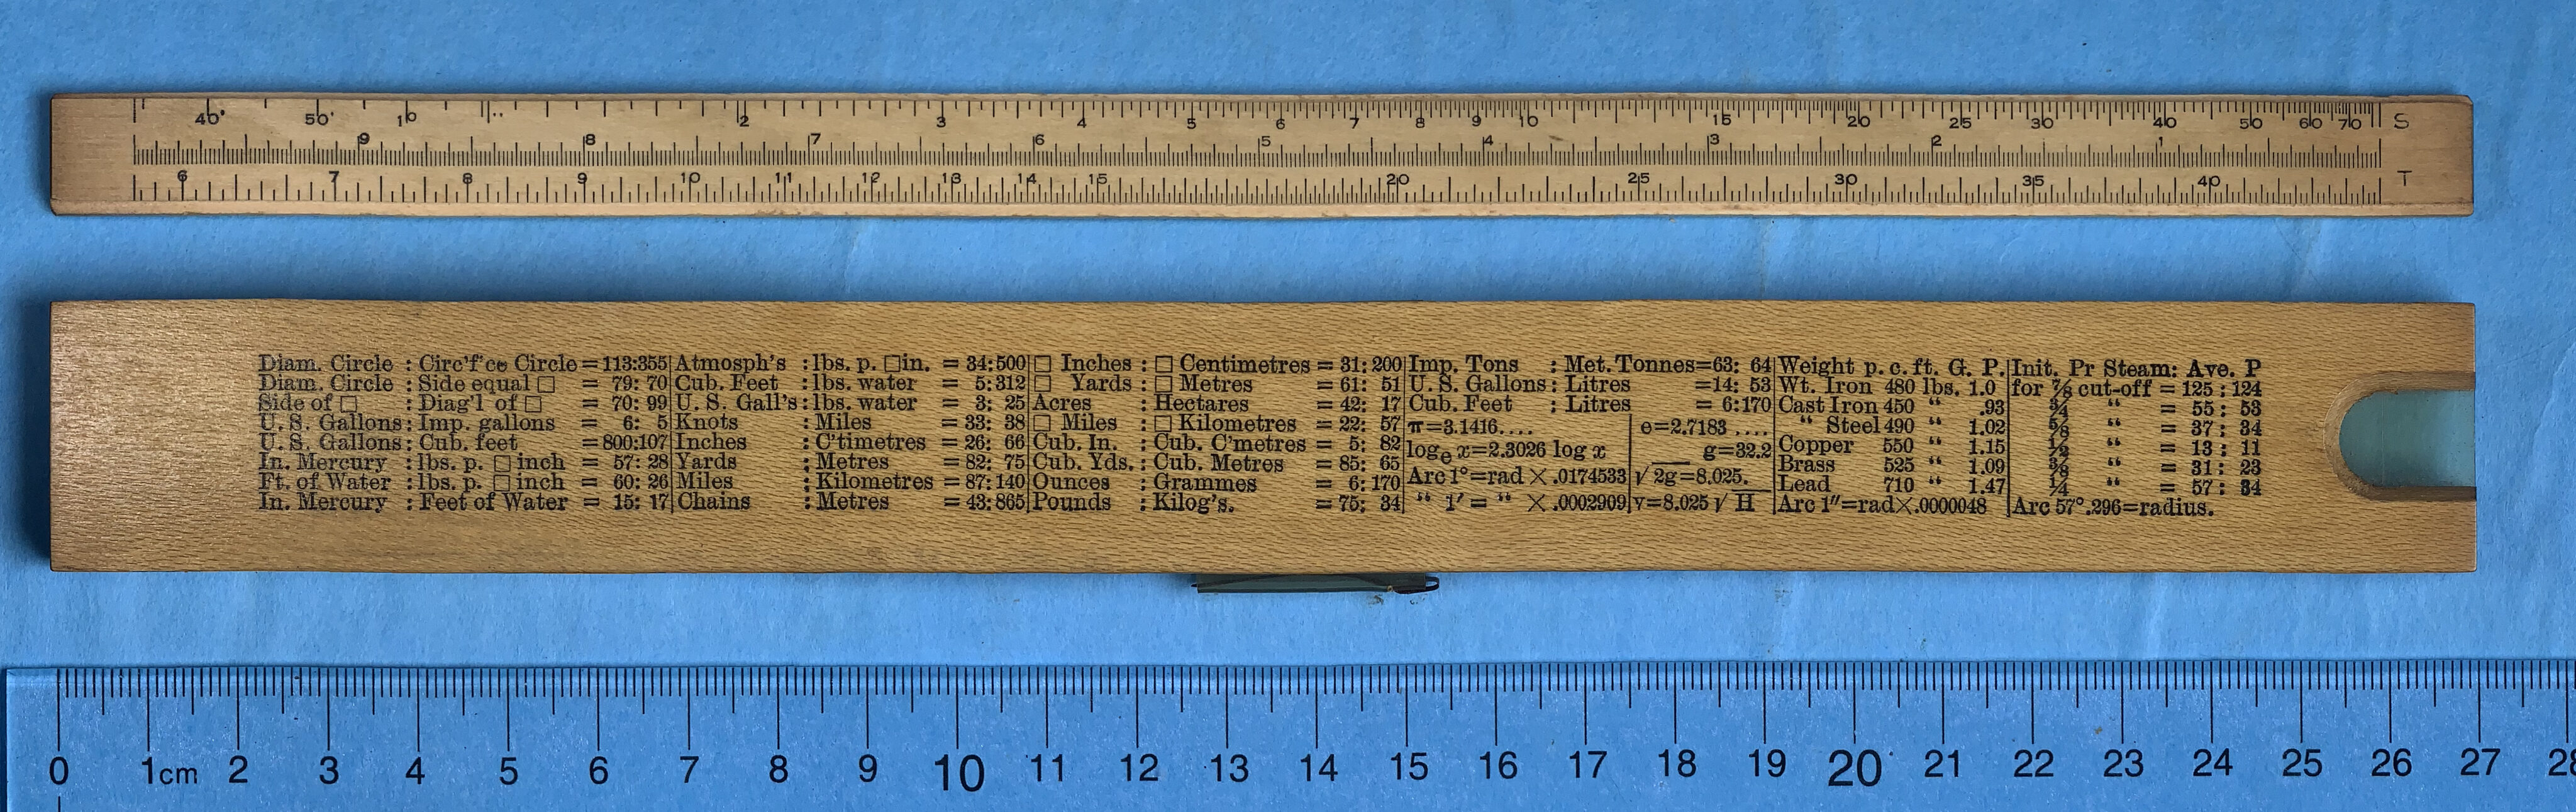 40' 50' 1° 2 3 4 5 6 7 8 9 10 15 20 25 30 40 50 60 70 S
9 8 7 6 5 4 3 2 1
6 7 8 9 10 11 12 13 14 15 20 25 30 35 40 T
Diam. Circle : Circ'f'ce Circle = 113:355
Diam. Circle : Side equal □ = 79: 70
Side of □ : Diag'l of □ = 70: 99
U. S. Gallons : Imp. gallons = 6: 5
U. S. Gallons : Cub. feet = 800:107
In. Mercury : lbs. p. □ inch = 57: 28
Ft. of Water : lbs. p. □ inch = 60: 26
In. Mercury : Feet of Water = 15: 17
Atmosph's : lbs. p. □in. = 34:500
Cub. Feet : lbs. water = 5:312
U. S. Gall's : lbs. water = 3: 25
Knots : Miles = 33: 38
Inches : C'timetres = 26: 66
Yards : Metres = 82: 75
Miles : Kilometres = 87:140
Chains : Metres = 43:865
□ Inches : □ Centimetres = 31:200
□ Yards : □ Metres = 61: 51
Acres : Hectares = 42: 17
□ Miles : □ Kilometres = 22: 57
Cub. In. : Cub. C'metres = 5: 82
Cub. Yds. : Cub. Metres = 85: 65
Ounces : Grammes = 6:170
Pounds : Kilog's. = 75: 34
Imp. Tons : Met. Tonnes = 63: 64
U. S. Gallons : Litres = 14: 53
Cub. Feet : Litres = 6:170
π=3.1416....
logₑ x=2.3026 log x
Arc 1°=rad × .0174533
“ 1′ = “ × .0002909
e=2.7183 ....
g=32.2
√2g=8.025.
v=8.025 √H
Weight p. c. ft. G. P.
Wt. Iron 480 lbs. 1.0
Cast Iron 450 “ .93
“ Steel 490 “ 1.02
Copper 550 “ 1.15
Brass 525 “ 1.09
Lead 710 “ 1.47
Arc 1″=rad×.0000048
Init. Pr Steam: Ave. P
for ⅞ cut-off = 125 : 124
¾ “ = 55 : 53
⅝ “ = 37 : 34
½ “ = 13 : 11
⅜ “ = 31 : 23
¼ “ = 57 : 34
Arc 57°.296=radius.
0 1cm 2 3 4 5 6 7 8 9 10 11 12 13 14 15 16 17 18 19 20 21 22 23 24 25 26 27 28